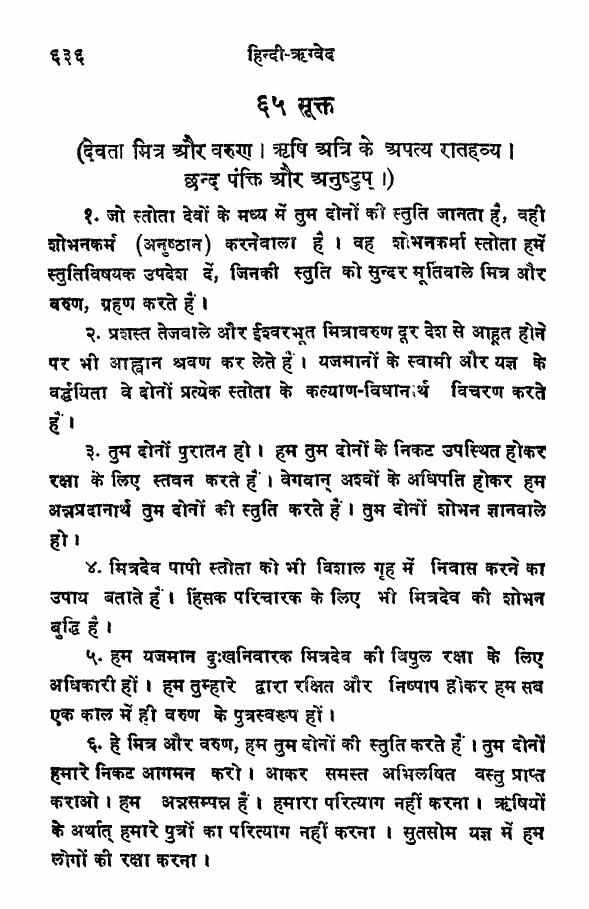 ६३६ हिन्दी-ऋग्वेद
६५ सूक्त
(देवता मित्र और वरुण। ऋषि अत्रि के अपत्य रातहव्य।
छन्द पंक्ति और अनुष्टुप्।)
१. जो स्तोता देवों के मध्य में तुम दोनों की स्तुति जानता है, वही
शोभनकर्म (अनुष्ठान) करनेवाला है। वह शोभनकर्मा स्तोता हमें
स्तुतिविषयक उपदेश दें, जिनकी स्तुति को सुन्दर मूर्तिवाले मित्र और
वरुण, ग्रहण करते हैं।
२. प्रशस्त तेजवाले और ईश्वरभूत मित्रावरुण दूर देश से आहूत होने
पर भी आह्वान श्रवण कर लेते हैं। यजमानों के स्वामी और यज्ञ के
वर्द्धयिता वे दोनों प्रत्येक स्तोता के कल्याण-विधानार्थ विचरण करते
हैं।
३. तुम दोनों पुरातन हो। हम तुम दोनों के निकट उपस्थित होकर
रक्षा के लिए स्तवन करते हैं। वेगवान् अश्वों के अधिपति होकर हम
अन्नप्रदानार्थ तुम दोनों की स्तुति करते हैं। तुम दोनों शोभन ज्ञानवाले
हो।
४. मित्रदेव पापी स्तोता को भी विशाल गृह में निवास करने का
उपाय बताते हैं। हिंसक परिचारक के लिए भी मित्रदेव की शोभन
बुद्धि है।
५. हम यजमान दुःखनिवारक मित्रदेव की विपुल रक्षा के लिए
अधिकारी हों। हम तुम्हारे द्वारा रक्षित और निष्पाप होकर हम सब
एक काल में ही वरुण के पुत्रस्वरूप हों।
६. हे मित्र और वरुण, हम तुम दोनों की स्तुति करते हैं। तुम दोनों
हमारे निकट आगमन करो। आकर समस्त अभिलषित वस्तु प्राप्त
कराओ। हम अन्नसम्पन्न हैं। हमारा परित्याग नहीं करना। ऋषियों
के अर्थात् हमारे पुत्रों का परित्याग नहीं करना। सुतसोम यज्ञ में हम
लोगों की रक्षा करना।